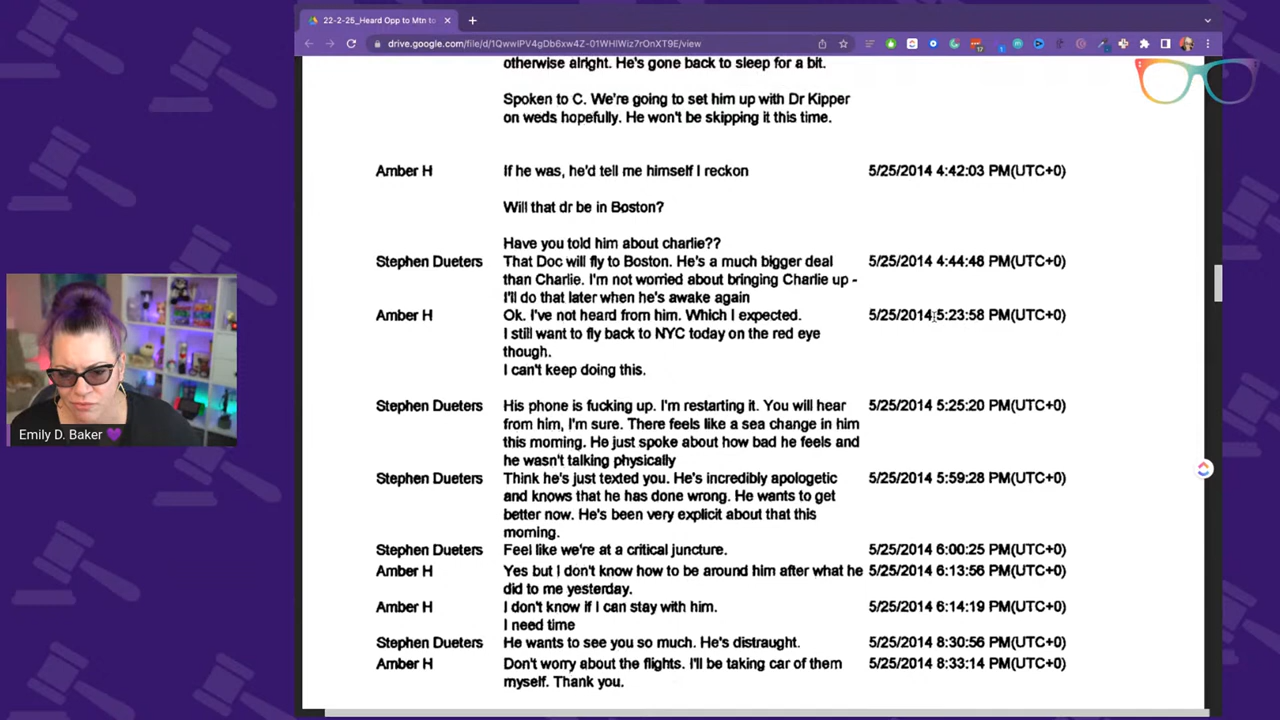 22-2-25_Heard Opp to Mtn to
drive.google.com/file/d/1QwwIPV4gDb6xw4Z-01WHlWiz7rOnXT9E/view
otherwise alright. He's gone back to sleep for a bit.
Spoken to C. We're going to set him up with Dr Kipper
on weds hopefully. He won't be skipping it this time.
Amber H If he was, he'd tell me himself I reckon 5/25/2014 4:42:03 PM(UTC+0)
Will that dr be in Boston?
Have you told him about charlie??
Stephen Dueters That Doc will fly to Boston. He's a much bigger deal 5/25/2014 4:44:48 PM(UTC+0)
than Charlie. I'm not worried about bringing Charlie up -
I'll do that later when he's awake again
Amber H Ok. I've not heard from him. Which I expected. 5/25/2014 5:23:58 PM(UTC+0)
I still want to fly back to NYC today on the red eye
though.
I can't keep doing this.
Stephen Dueters His phone is fucking up. I'm restarting it. You will hear 5/25/2014 5:25:20 PM(UTC+0)
from him, I'm sure. There feels like a sea change in him
this morning. He just spoke about how bad he feels and
he wasn't talking physically
Stephen Dueters Think he's just texted you. He's incredibly apologetic 5/25/2014 5:59:28 PM(UTC+0)
and knows that he has done wrong. He wants to get
better now. He's been very explicit about that this
morning.
Stephen Dueters Feel like we're at a critical juncture. 5/25/2014 6:00:25 PM(UTC+0)
Amber H Yes but I don't know how to be around him after what he 5/25/2014 6:13:56 PM(UTC+0)
did to me yesterday.
Amber H I don't know if I can stay with him. 5/25/2014 6:14:19 PM(UTC+0)
I need time
Stephen Dueters He wants to see you so much. He's distraught. 5/25/2014 8:30:56 PM(UTC+0)
Amber H Don't worry about the flights. I'll be taking car of them 5/25/2014 8:33:14 PM(UTC+0)
myself. Thank you.
Emily D. Baker 💜